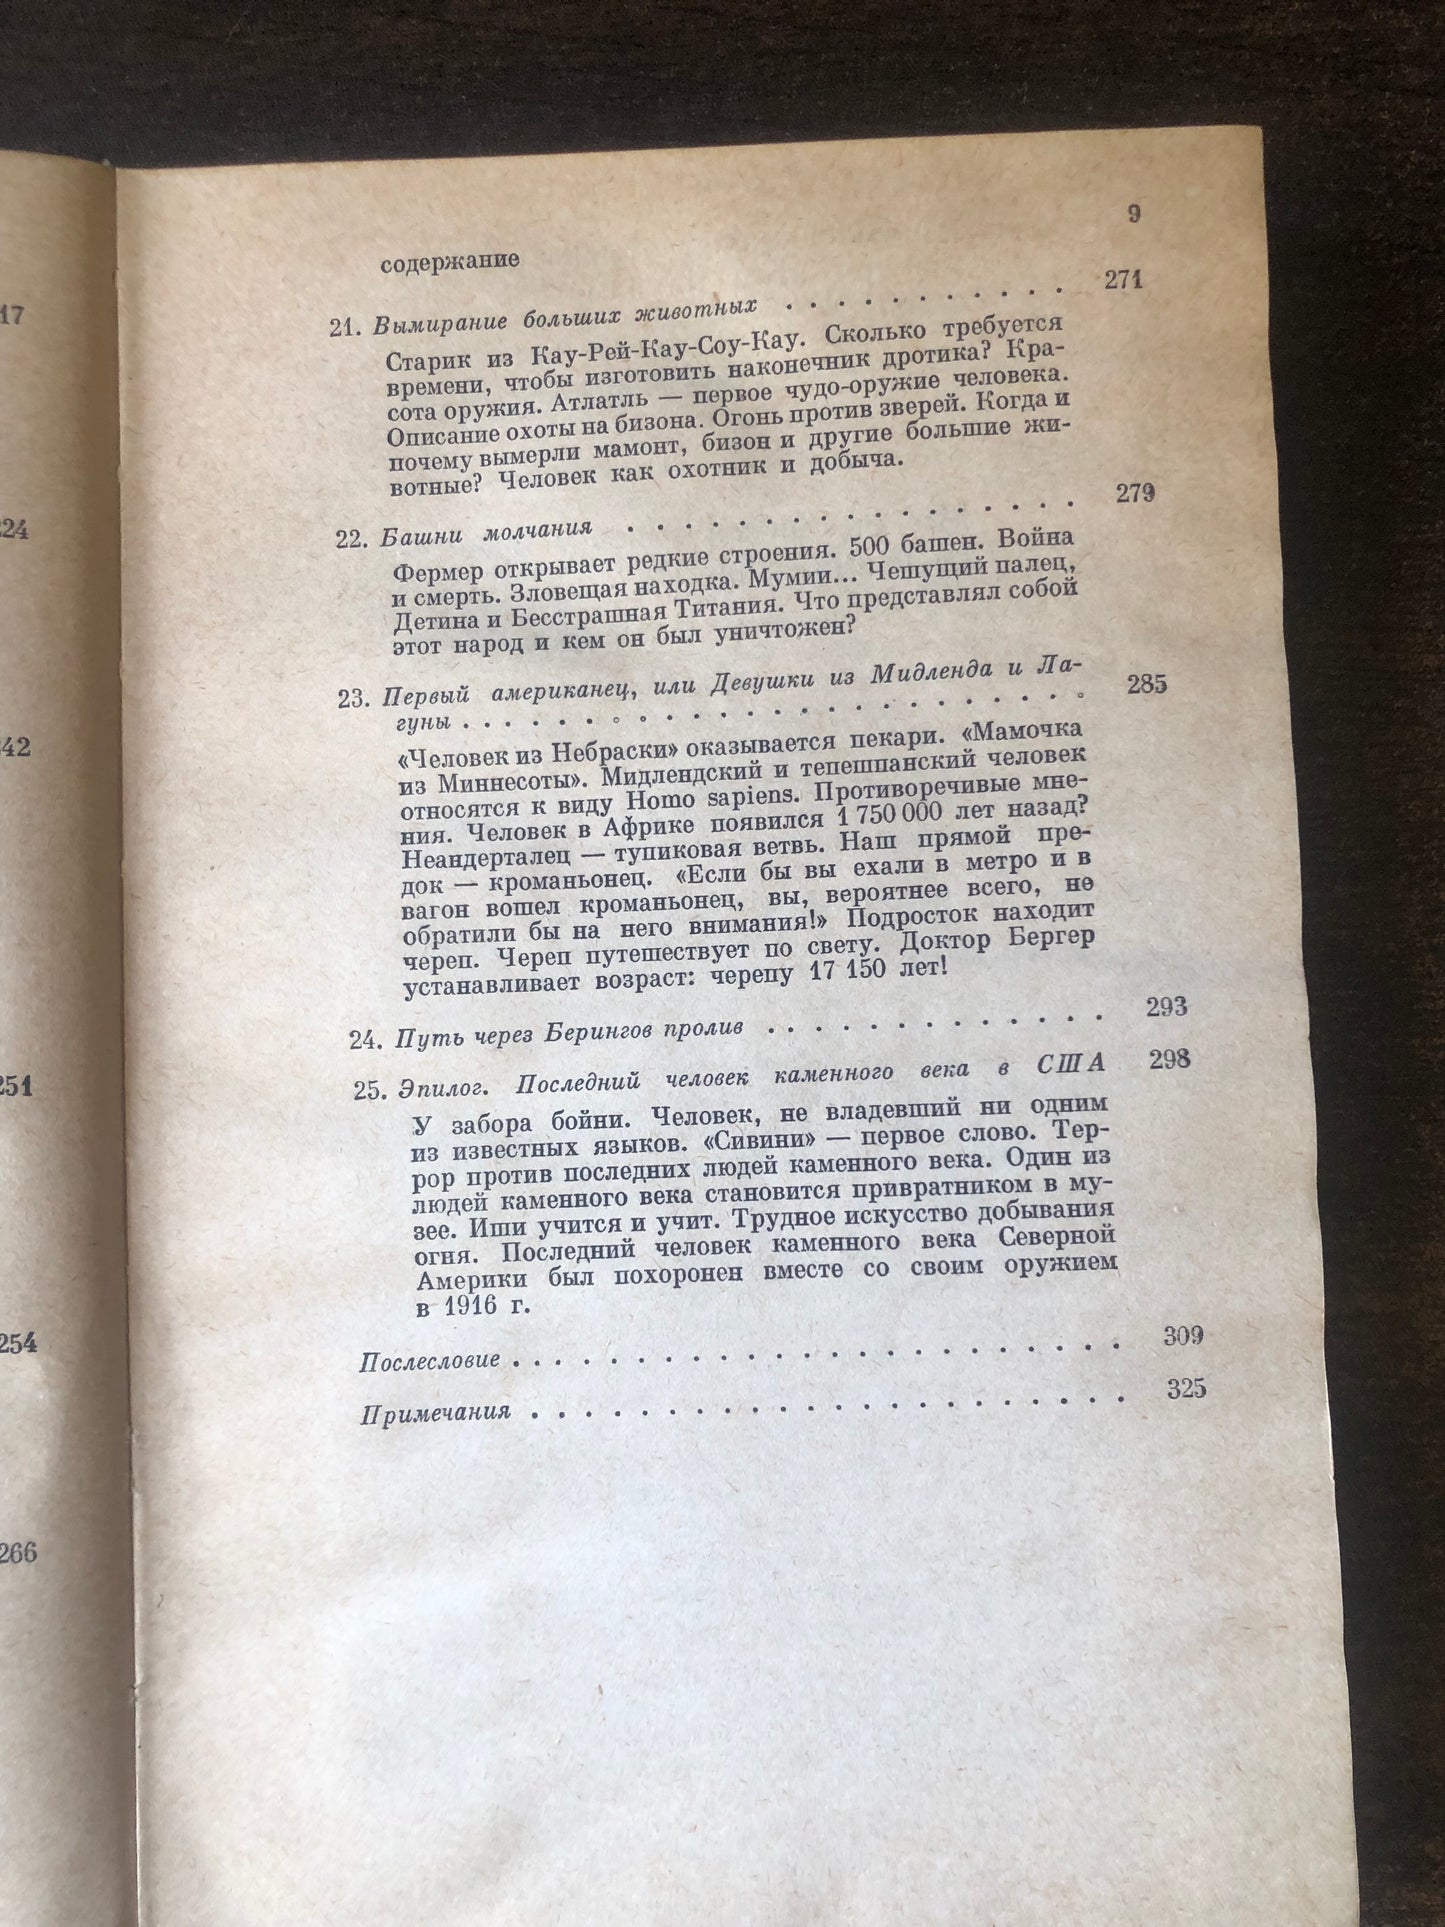 17
224
242
251
254
266
9
содержание
21. Вымирание больших животных . . . . . . . . . . . 271
Старик из Кау-Рей-Кау-Соу-Кау. Сколько требуется
времени, чтобы изготовить наконечник дротика? Кра-
сота оружия. Атлатль — первое чудо-оружие человека.
Описание охоты на бизона. Огонь против зверей. Когда и
почему вымерли мамонт, бизон и другие большие жи-
вотные? Человек как охотник и добыча.
22. Башни молчания . . . . . . . . . . . . . . . . . 279
Фермер открывает редкие строения. 500 башен. Война
и смерть. Зловещая находка. Мумии... Чешущий палец,
Детина и Бесстрашная Титания. Что представлял собой
этот народ и кем он был уничтожен?
23. Первый американец, или Девушки из Мидленда и Ла-
гуны . . . . . . . . . . . . . . . . . . . . . . . . 285
«Человек из Небраски» оказывается пекари. «Мамочка
из Миннесоты». Мидлендский и тепешпанский человек
относятся к виду Homo sapiens. Противоречивые мне-
ния. Человек в Африке появился 1 750 000 лет назад?
Неандерталец — тупиковая ветвь. Наш прямой пре-
док — кроманьонец. «Если бы вы ехали в метро и в
вагон вошел кроманьонец, вы, вероятнее всего, не
обратили бы на него внимания!» Подросток находит
череп. Череп путешествует по свету. Доктор Бергер
устанавливает возраст: черепу 17 150 лет!
24. Путь через Берингов пролив . . . . . . . . . . . . . 293
25. Эпилог. Последний человек каменного века в США 298
У забора бойни. Человек, не владевший ни одним
из известных языков. «Сивини» — первое слово. Тер-
рор против последних людей каменного века. Один из
людей каменного века становится привратником в му-
зее. Иши учится и учит. Трудное искусство добывания
огня. Последний человек каменного века Северной
Америки был похоронен вместе со своим оружием
в 1916 г.
Послесловие . . . . . . . . . . . . . . . . . . . . . . . 309
Примечания . . . . . . . . . . . . . . . . . . . . . . 325